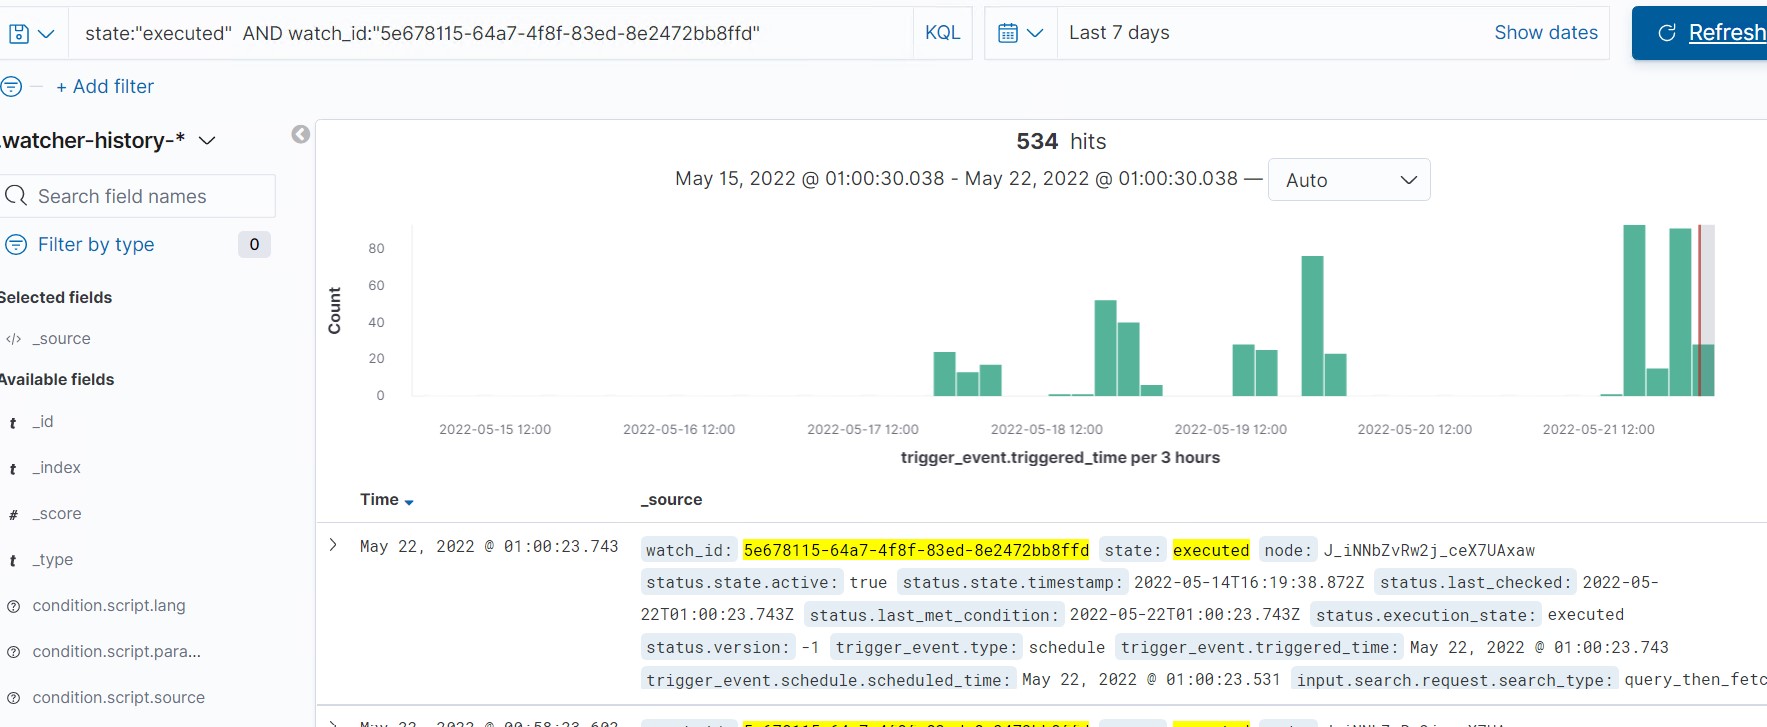 state:"executed" AND watch_id:"5e678115-64a7-4f8f-83ed-8e2472bb8ffd" KQL Last 7 days Show dates Refresh
+ Add filter
.watcher-history-*
534 hits
May 15, 2022 @ 01:00:30.038 - May 22, 2022 @ 01:00:30.038 — Auto
Search field names
Filter by type 0
Selected fields
</> _source
Available fields
t _id
t _index
# _score
t _type
condition.script.lang
condition.script.para...
condition.script.source
Count
80
60
40
20
0
2022-05-15 12:00 2022-05-16 12:00 2022-05-17 12:00 2022-05-18 12:00 2022-05-19 12:00 2022-05-20 12:00 2022-05-21 12:00
trigger_event.triggered_time per 3 hours
Time _source
May 22, 2022 @ 01:00:23.743 watch_id: 5e678115-64a7-4f8f-83ed-8e2472bb8ffd state: executed node: J_iNNbZvRw2j_ceX7UAxaw
status.state.active: true status.state.timestamp: 2022-05-14T16:19:38.872Z status.last_checked: 2022-05-
22T01:00:23.743Z status.last_met_condition: 2022-05-22T01:00:23.743Z status.execution_state: executed
status.version: -1 trigger_event.type: schedule trigger_event.triggered_time: May 22, 2022 @ 01:00:23.743
trigger_event.schedule.scheduled_time: May 22, 2022 @ 01:00:23.531 input.search.request.search_type: query_then_fetc